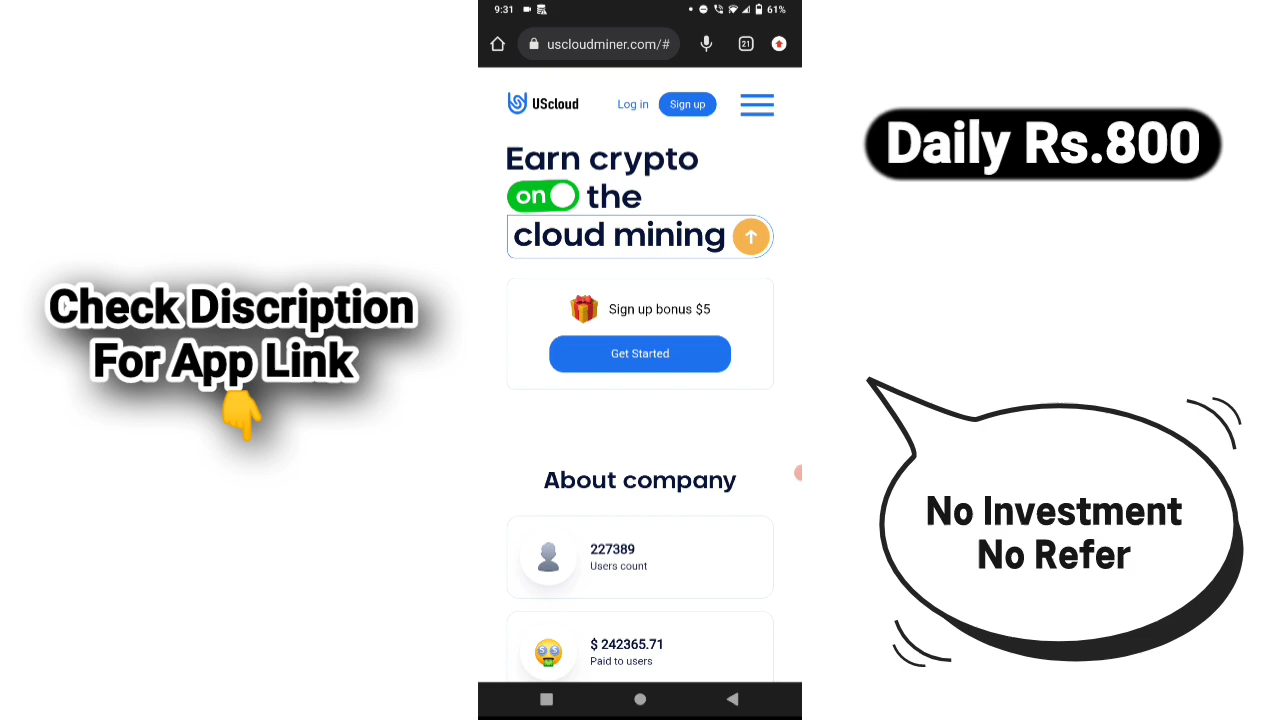 9:31
61%
uscloudminer.com/#
21
UScloud
Log in
Sign up
Earn crypto
on the
cloud mining
Sign up bonus $5
Get Started
About company
227389
Users count
$ 242365.71
Paid to users
Check Discription
For App Link
Daily Rs.800
No Investment
No Refer